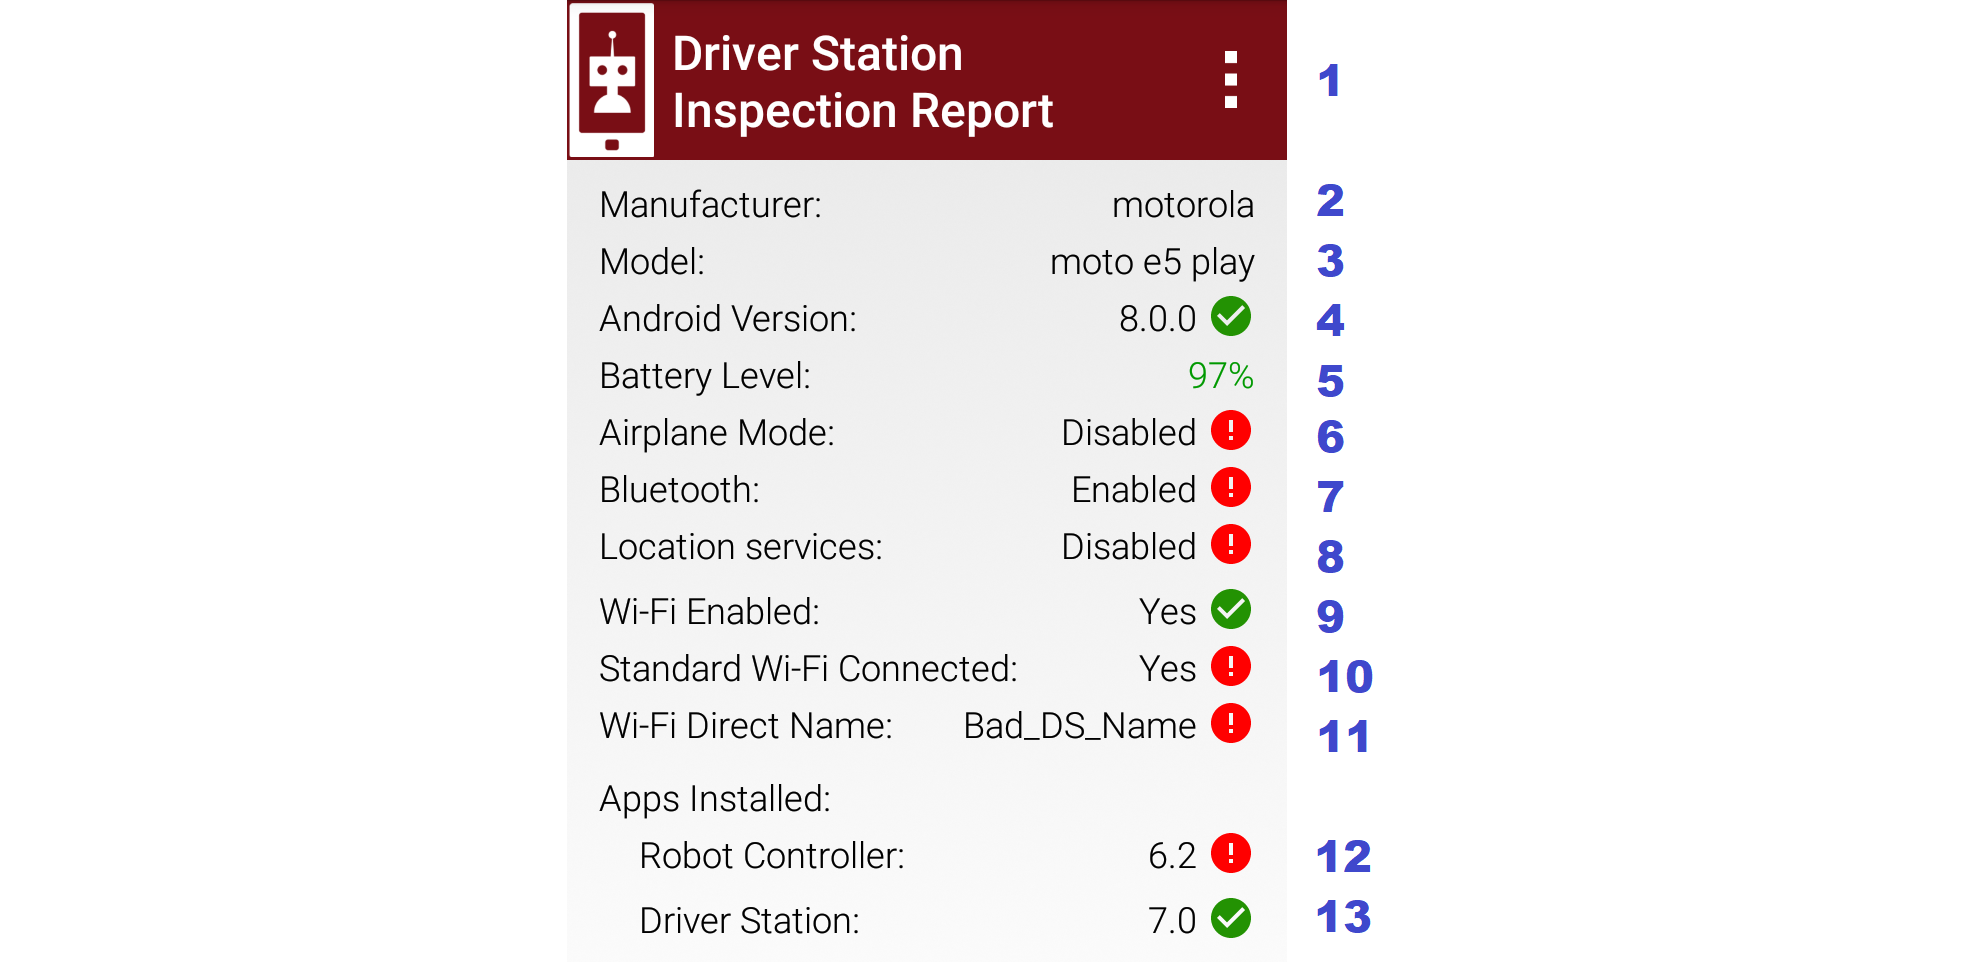 Driver Station
Inspection Report
1
Manufacturer: motorola 2
Model: moto e5 play 3
Android Version: 8.0.0 4
Battery Level: 97% 5
Airplane Mode: Disabled 6
Bluetooth: Enabled 7
Location services: Disabled 8
Wi-Fi Enabled: Yes 9
Standard Wi-Fi Connected: Yes 10
Wi-Fi Direct Name: Bad_DS_Name 11
Apps Installed:
Robot Controller: 6.2 12
Driver Station: 7.0 13